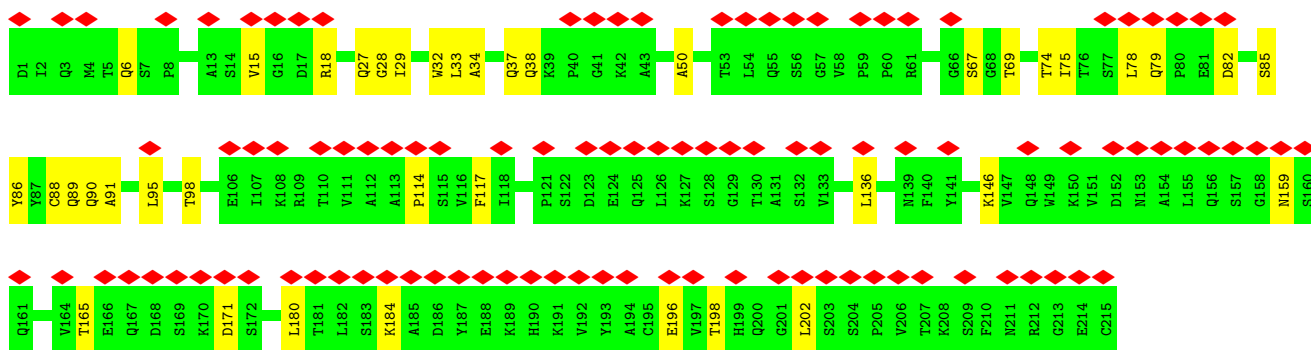 D1 I2 Q3 M4 T5 Q6 S7 P8 A13 S14 V15 G16 D17 R18 Q27 G28 I29 W32 L33 A34 Q37 Q38 K39 P40 G41 K42 A43 A50 T53 L54 Q55 S56 G57 V58 P59 P60 R61 G66 S67 G68 T69 T74 I75 T76 S77 L78 Q79 P80 E81 D82 S85
Y86 Y87 C88 Q89 Q90 A91 L95 T98 E106 I107 K108 R109 T110 V111 A112 A113 P114 S115 V116 F117 I118 P121 S122 D123 E124 Q125 L126 K127 S128 G129 T130 A131 S132 V133 L136 N139 F140 Y141 K146 V147 Q148 W149 K150 V151 D152 N153 A154 L155 Q156 S157 G158 N159 S160
Q161 V164 T165 E166 Q167 D168 S169 K170 D171 S172 L180 T181 L182 S183 K184 A185 D186 Y187 E188 K189 H190 K191 V192 Y193 A194 C195 E196 V197 T198 H199 Q200 G201 L202 S203 S204 P205 V206 T207 K208 S209 F210 N211 R212 G213 E214 C215